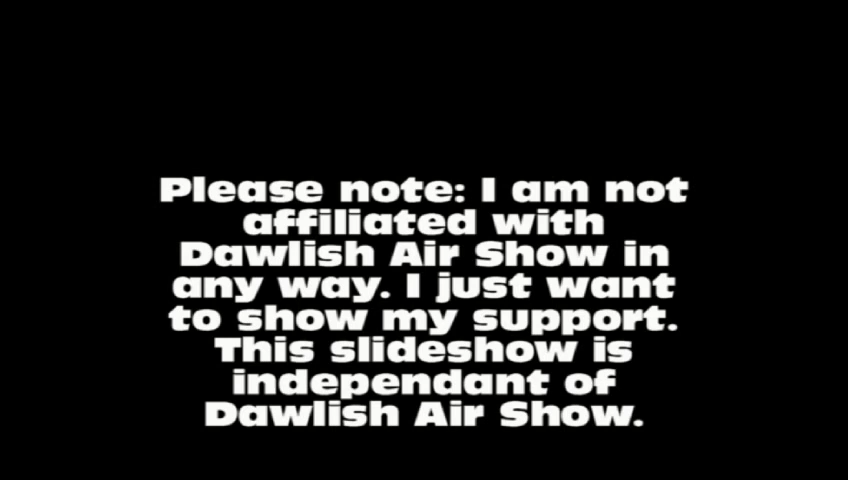 Please note: I am not
affiliated with
Dawlish Air Show in
any way. I just want
to show my support.
This slideshow is
independant of
Dawlish Air Show.